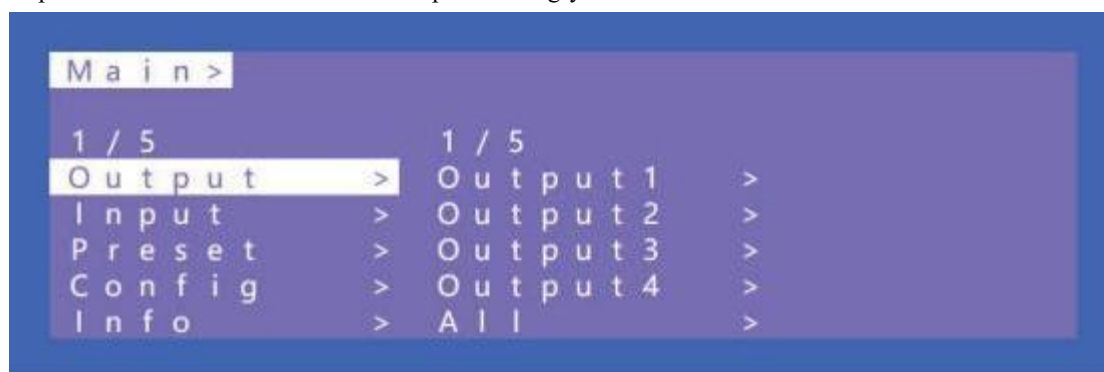 Main>
1/5 1/5
Output > Output1 >
Input > Output2 >
Preset > Output3 >
Config > Output4 >
Info > All >